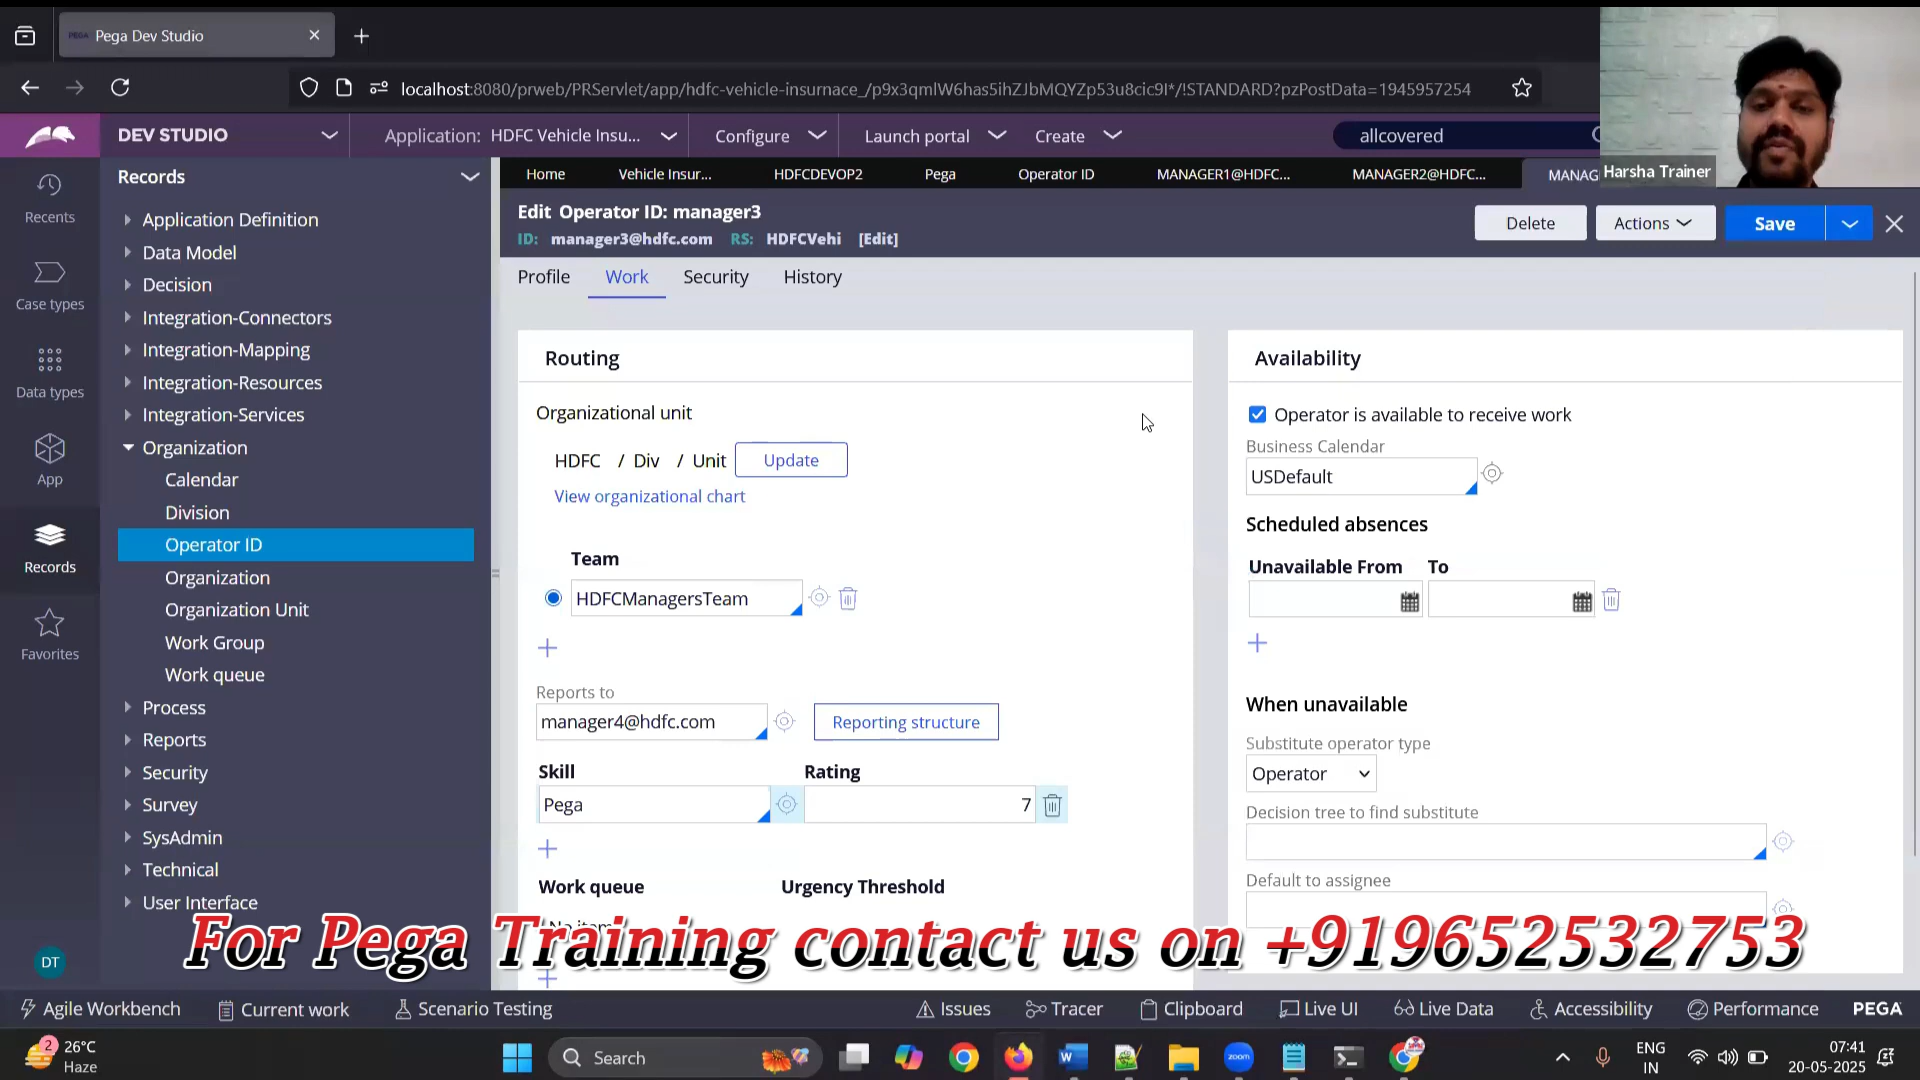 Pega Dev Studio
localhost:8080/prweb/PRServlet/app/hdfc-vehicle-insurnace_/p9x3qmlW6has5ihZJbMQYZp53u8cic9l*/!STANDARD?pzPostData=1945957254
DEV STUDIO
Application: HDFC Vehicle Insu...
Configure
Launch portal
Create
allcovered
Harsha Trainer
Home
Vehicle Insur...
HDFCDEVOP2
Pega
Operator ID
MANAGER1@HDFC...
MANAGER2@HDFC...
MANAG
Recents
Case types
Data types
App
Records
Favorites
DT
Records
Application Definition
Data Model
Decision
Integration-Connectors
Integration-Mapping
Integration-Resources
Integration-Services
Organization
Calendar
Division
Operator ID
Organization
Organization Unit
Work Group
Work queue
Process
Reports
Security
Survey
SysAdmin
Technical
User Interface
Edit Operator ID: manager3
ID: manager3@hdfc.com RS: HDFCVehi [Edit]
Delete
Actions
Save
Profile
Work
Security
History
Routing
Organizational unit
HDFC / Div / Unit Update
View organizational chart
Team
HDFCManagersTeam
Reports to
manager4@hdfc.com
Reporting structure
Skill Rating
Pega 7
Work queue Urgency Threshold
Availability
Operator is available to receive work
Business Calendar
USDefault
Scheduled absences
Unavailable From To
When unavailable
Substitute operator type
Operator
Decision tree to find substitute
Default to assignee
For Pega Training contact us on +919652532753
Agile Workbench
Current work
Scenario Testing
Issues
Tracer
Clipboard
Live UI
Live Data
Accessibility
Performance
PEGA
2
26°C
Haze
Search
zoom
ENG
IN
07:41
20-05-2025